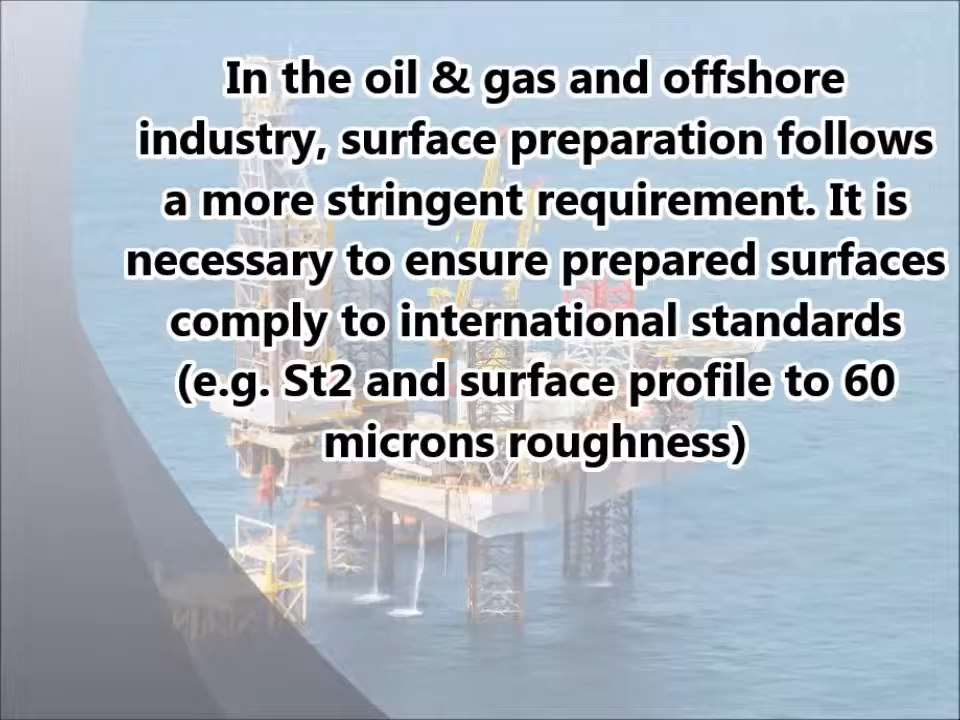 In the oil & gas and offshore
industry, surface preparation follows
a more stringent requirement. It is
necessary to ensure prepared surfaces
comply to international standards
(e.g. St2 and surface profile to 60
microns roughness)